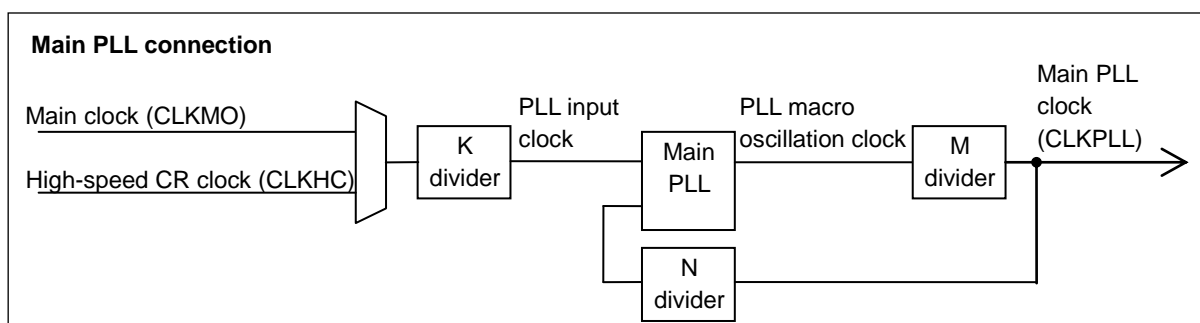 Main PLL connection
Main clock (CLKMO)
High-speed CR clock (CLKHC)
K
divider
PLL input
clock
Main
PLL
PLL macro
oscillation clock
M
divider
Main PLL
clock
(CLKPLL)
N
divider